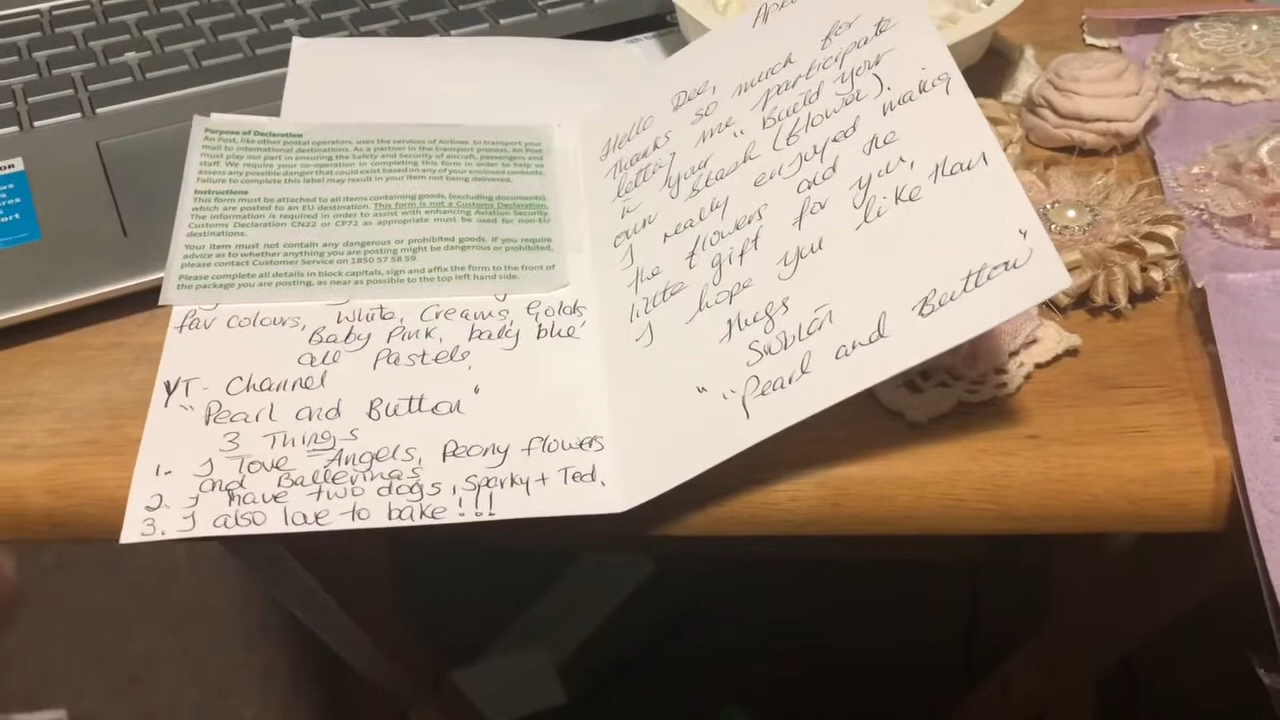 Purpose of Declaration
An Post, like other postal operators, uses the services of Airlines to transport your
mail to international destinations. As a partner in the transport process, An Post
must play our part in ensuring the Safety and Security of aircraft, passengers and
staff. We require your co-operation in completing this form in order to help us
assess any possible danger that could exist based on any of your enclosed contents.
Failure to complete this label may result in your item not being delivered.
Instructions
This form must be attached to all items containing goods, (excluding documents),
which are posted to an EU destination. This form is not a Customs Declaration.
The information is required in order to assist with enhancing Aviation Security
Customs Declaration CN22 or CP72 as appropriate must be used for non-EU
destinations.
Your item must not contain any dangerous or prohibited goods. If you require
advice as to whether anything you are posting might be dangerous or prohibited,
please contact Customer Service on 1850 57 58 59.
Please complete all details in block capitals, sign and affix the form to the front of
the package you are posting, as near as possible to the top left hand side.
fav colours, White, Creams, Golds
Baby Pink, baby blue
all Pastels,
YT- Channel
"Pearl and Button"
3 Things
1. I love Angels, Peony flowers
and Ballerinas
2. I have two dogs, Sparky + Ted.
3. I also love to bake!!!
Hello Dee,
Thanks so much for
letting me participate
in your "Build your
own Stash (flower).
I really enjoyed making
the flowers and the
little gift for you,
I hope you like them
Hugs
"Pearl and Button"